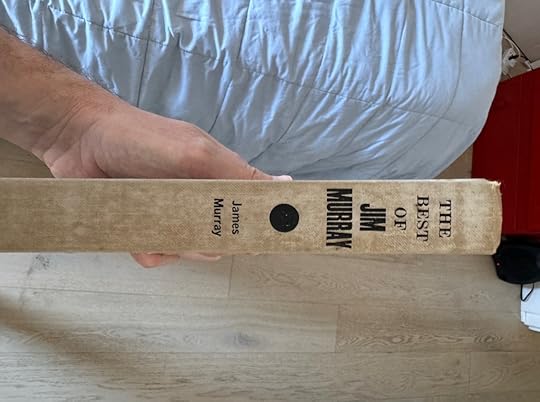 THE
BEST
OF
JIM
MURRAY
James
Murray